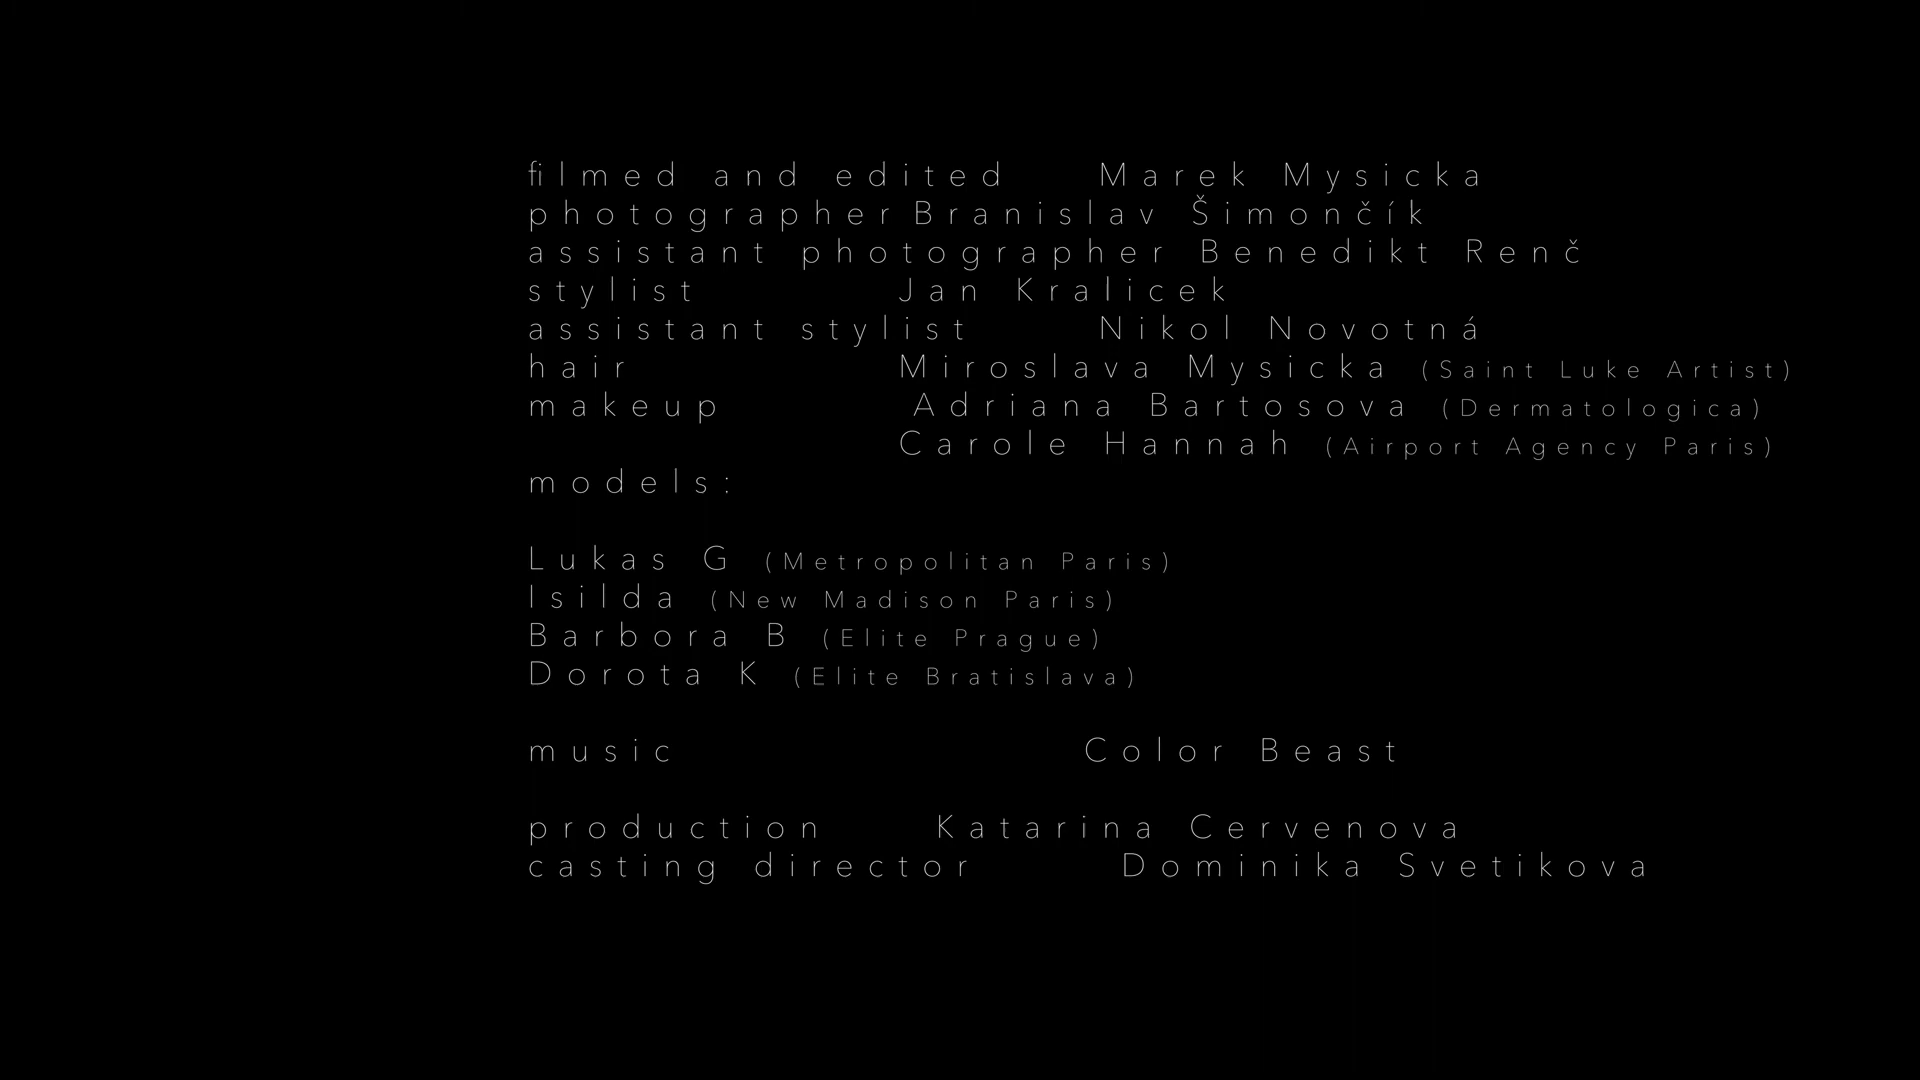 filmed and edited Marek Mysicka
photographer Branislav Šimončík
assistant photographer Benedikt Renč
stylist Jan Kralicek
assistant stylist Nikol Novotná
hair Miroslava Mysicka (Saint Luke Artist)
makeup Adriana Bartosova (Dermatologica)
Carole Hannah (Airport Agency Paris)
models:
Lukas G (Metropolitan Paris)
Isilda (New Madison Paris)
Barbora B (Elite Prague)
Dorota K (Elite Bratislava)
music Color Beast
production Katarina Cervenova
casting director Dominika Svetikova